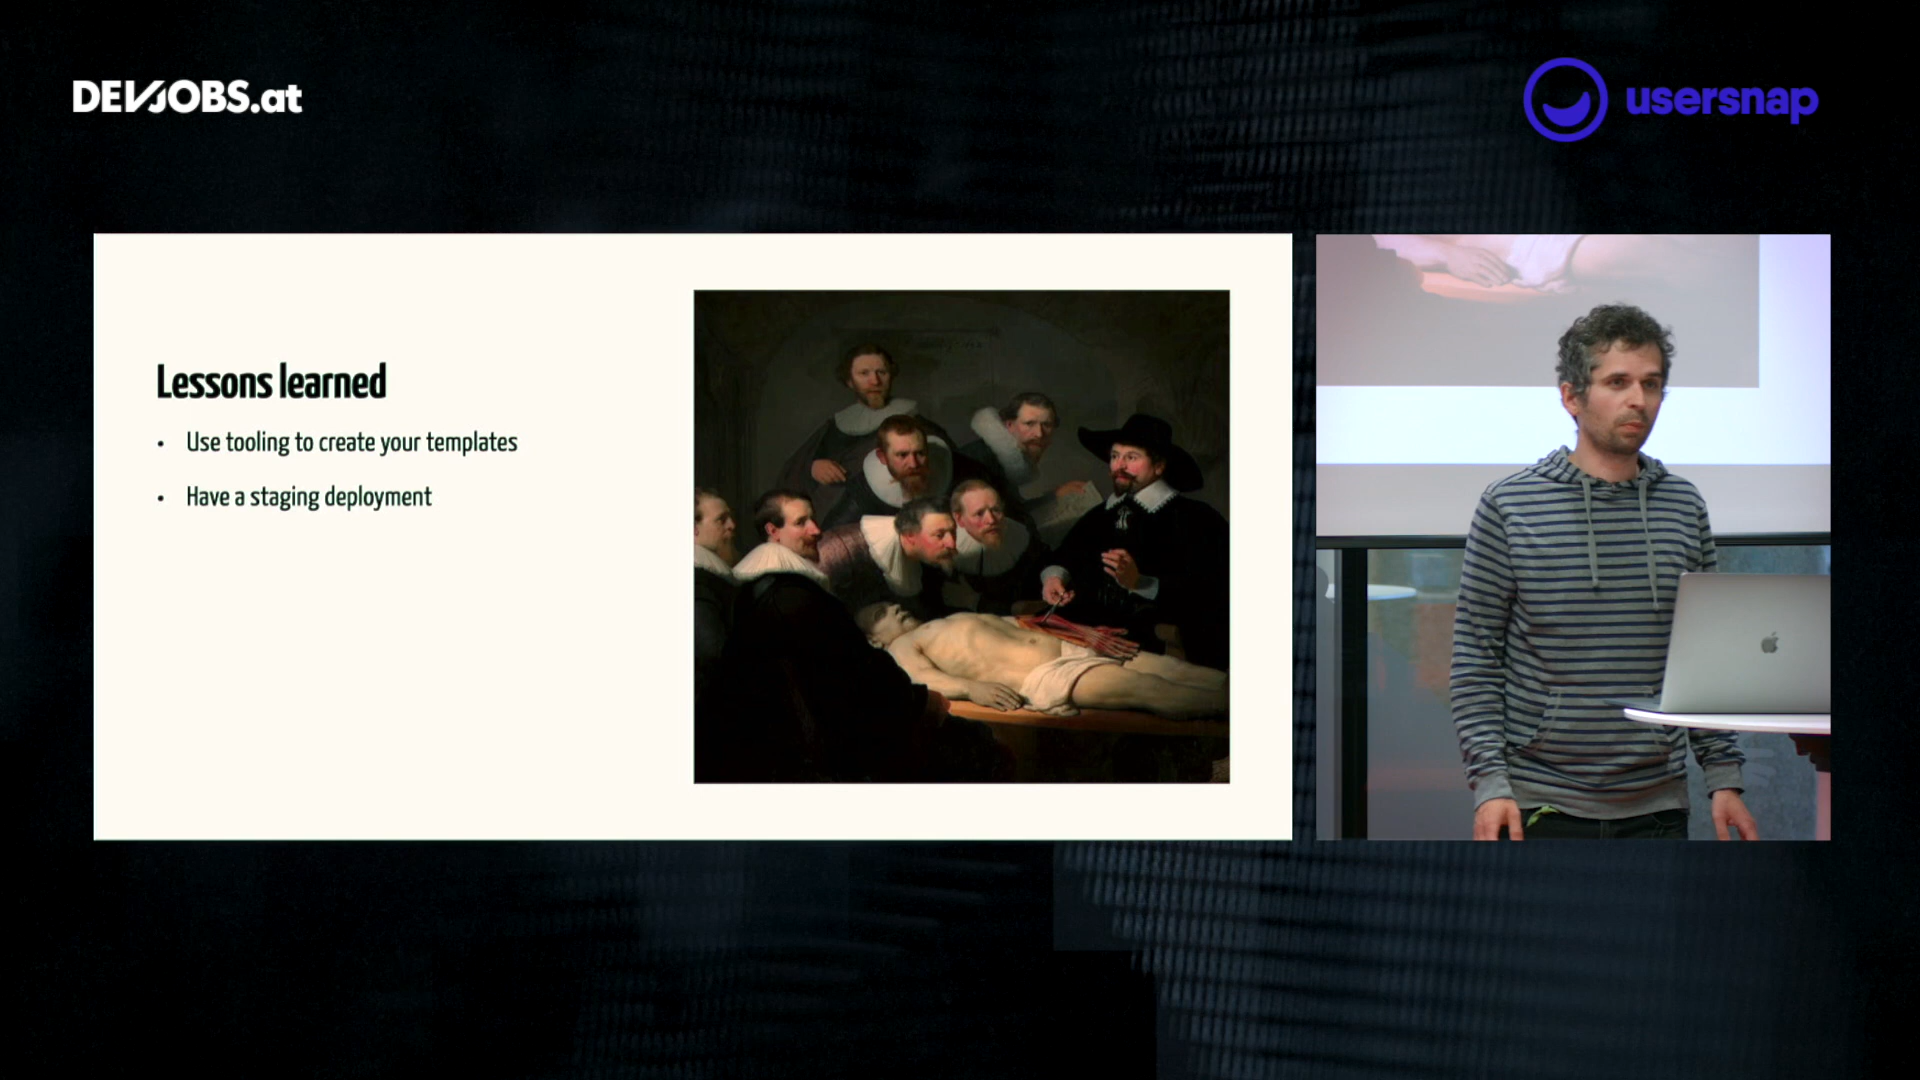 DEVJOBS.at
usersnap
Lessons learned
• Use tooling to create your templates
• Have a staging deployment